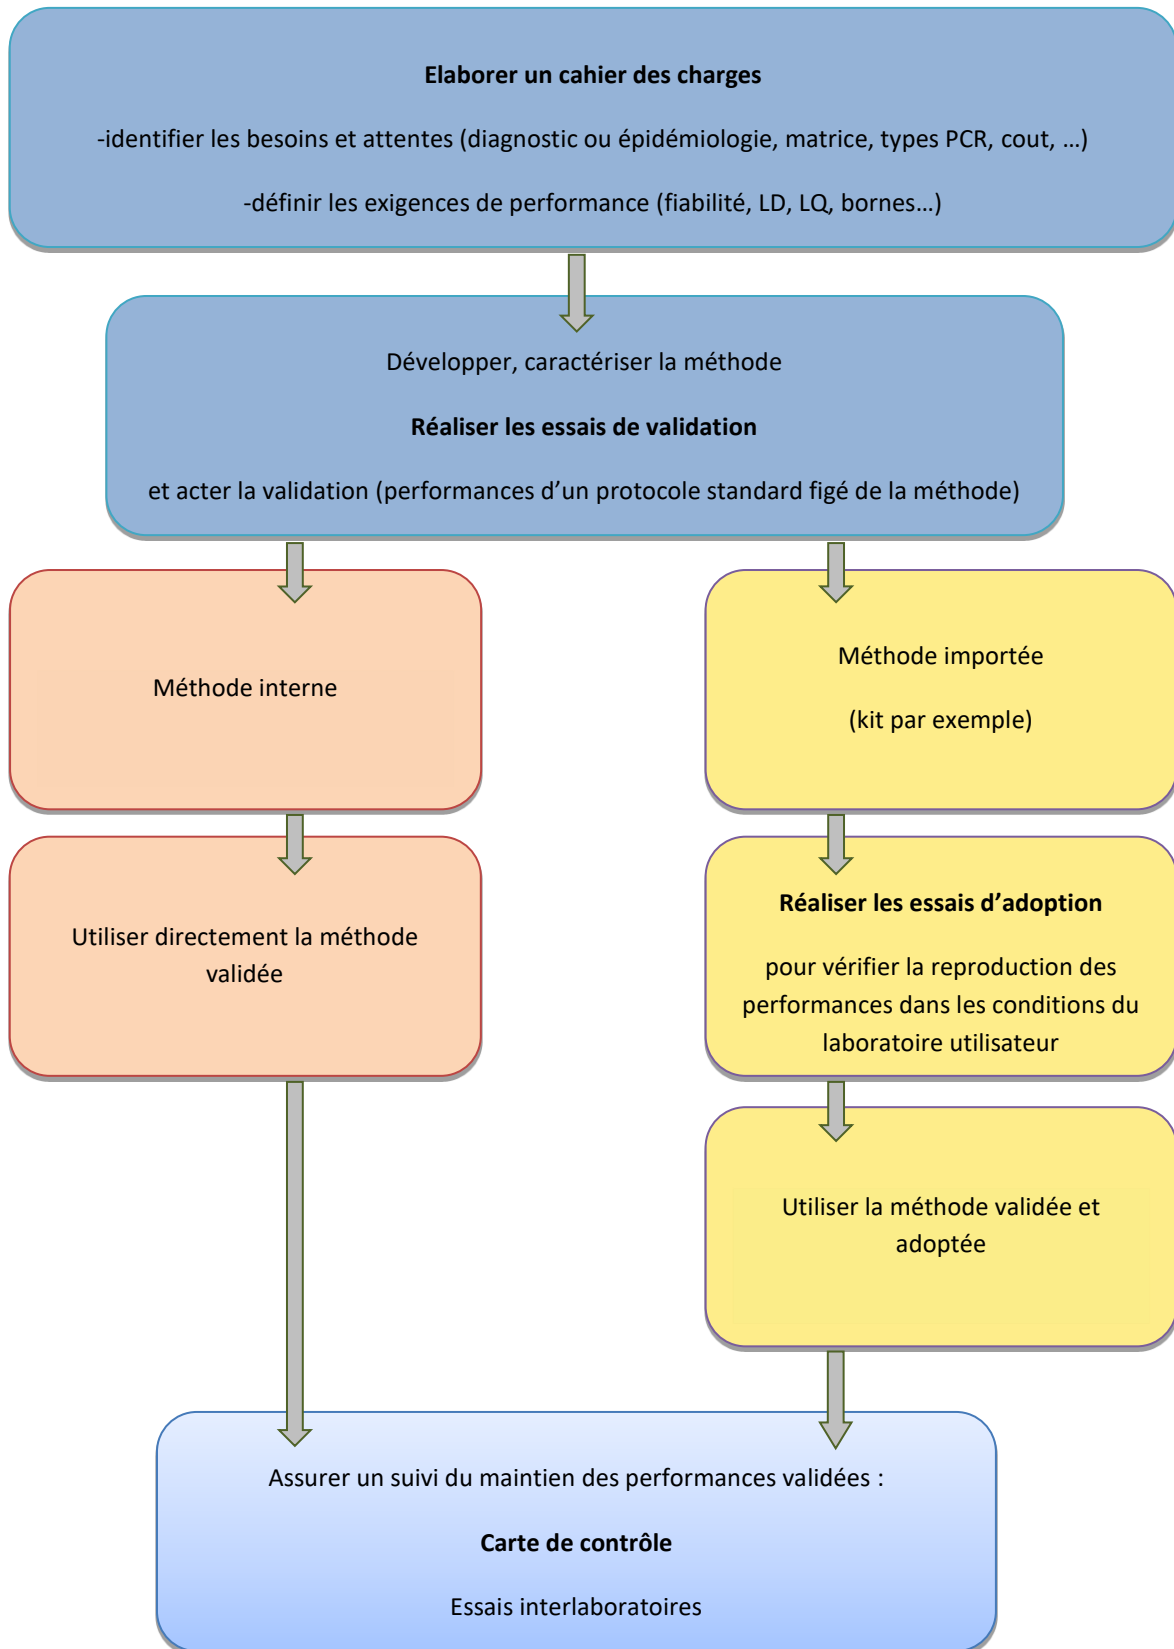 Elaborer un cahier des charges
-identifier les besoins et attentes (diagnostic ou épidémiologie, matrice, types PCR, cout, …)
-définir les exigences de performance (fiabilité, LD, LQ, bornes…)
Développer, caractériser la méthode
Réaliser les essais de validation
et acter la validation (performances d’un protocole standard figé de la méthode)
Méthode interne
Méthode importée
(kit par exemple)
Utiliser directement la méthode
validée
Réaliser les essais d’adoption
pour vérifier la reproduction des
performances dans les conditions du
laboratoire utilisateur
Utiliser la méthode validée et
adoptée
Assurer un suivi du maintien des performances validées :
Carte de contrôle
Essais interlaboratoires